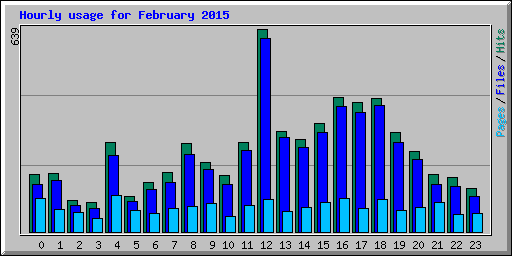 Hourly usage for February 2015
639
Pages / Files / Hits
0 1 2 3 4 5 6 7 8 9 10 11 12 13 14 15 16 17 18 19 20 21 22 23